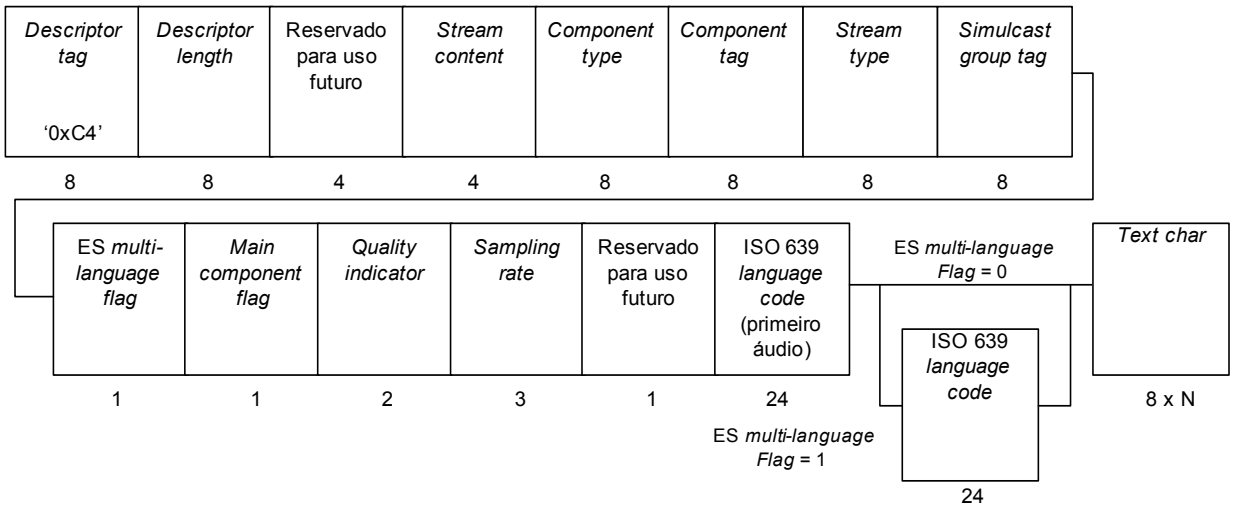 Descriptor tag
'0xC4'
Descriptor length
Reservado para uso futuro
Stream content
Component type
Component tag
Stream type
Simulcast group tag
8 8 4 4 8 8 8 8
ES multi-language flag
Main component flag
Quality indicator
Sampling rate
Reservado para uso futuro
ISO 639 language code (primeiro áudio)
1 1 2 3 1 24
ES multi-language Flag = 0
ISO 639 language code
24
ES multi-language Flag = 1
Text char
8 x N